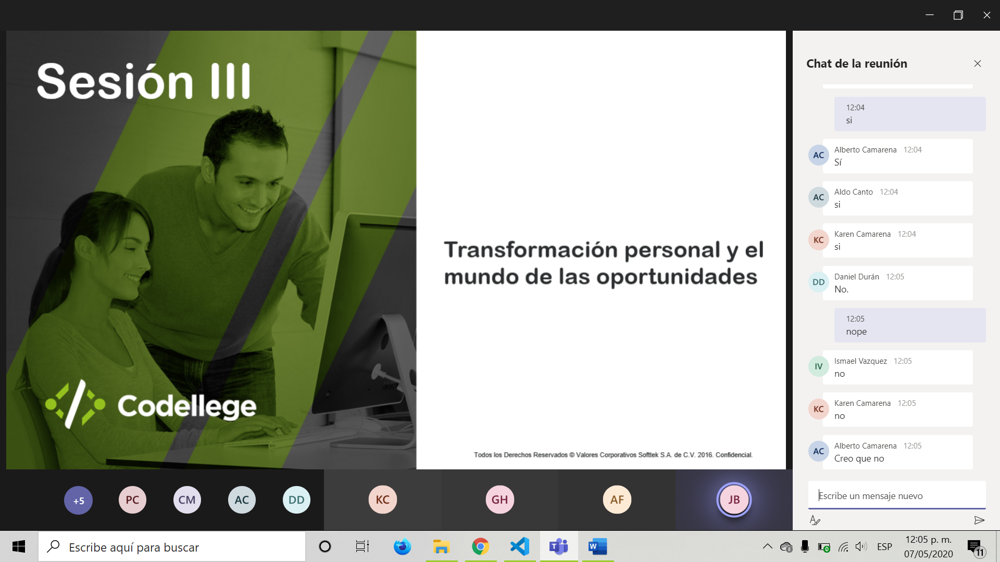 Sesión III
Codellege
Transformación personal y el
mundo de las oportunidades
Todos los Derechos Reservados © Valores Corporativos Softtek S.A. de C.V. 2016. Confidencial.
+5
PC
CM
AC
DD
KC
GH
AF
JB
Chat de la reunión
12:04
si
AC
Alberto Camarena 12:04
Sí
AC
Aldo Canto 12:04
si
KC
Karen Camarena 12:04
si
DD
Daniel Durán 12:05
No.
12:05
nope
IV
Ismael Vazquez 12:05
no
KC
Karen Camarena 12:05
no
AC
Alberto Camarena 12:05
Creo que no
Escribe un mensaje nuevo
Escribe aquí para buscar
T
W
ESP
12:05 p. m.
07/05/2020
11